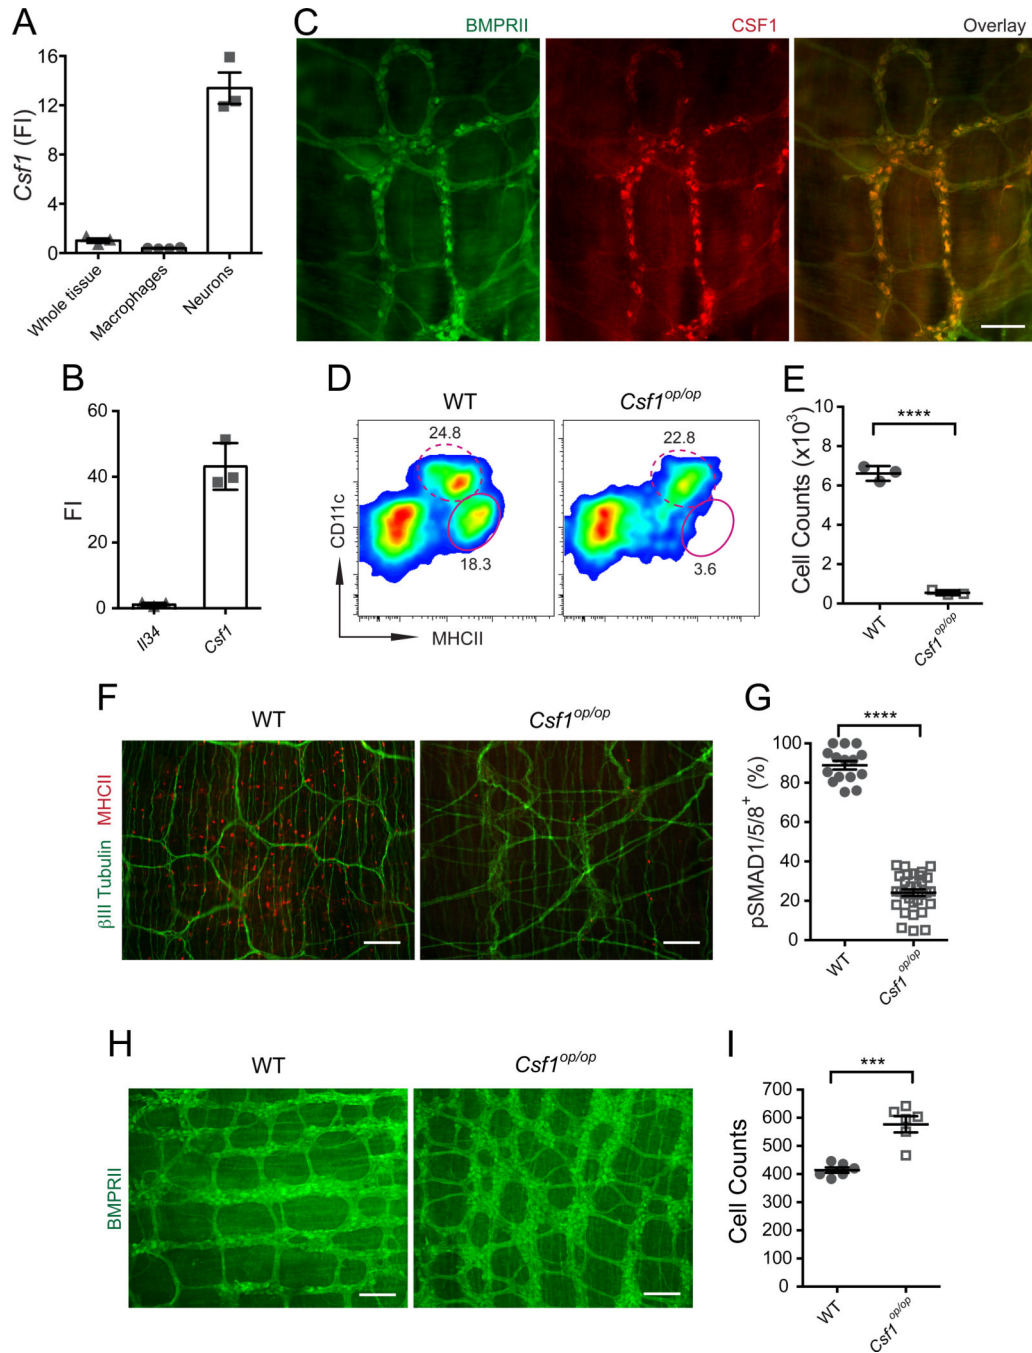 A
Csf1 (FI)
16
12
8
4
0
Whole tissue
Macrophages
Neurons
C
BMPRII
CSF1
Overlay
B
FI
60
40
20
0
Il34
Csf1
D
WT
Csf1op/op
24.8
18.3
22.8
3.6
CD11c
MHCII
E
Cell Counts (x10³)
10
8
6
4
2
0
****
WT
Csf1op/op
F
WT
Csf1op/op
βIII Tubulin MHCII
G
pSMAD1/5/8+ (%)
100
80
60
40
20
0
****
WT
Csf1op/op
H
WT
Csf1op/op
BMPRII
I
Cell Counts
700
600
500
400
300
200
100
0
***
WT
Csf1op/op